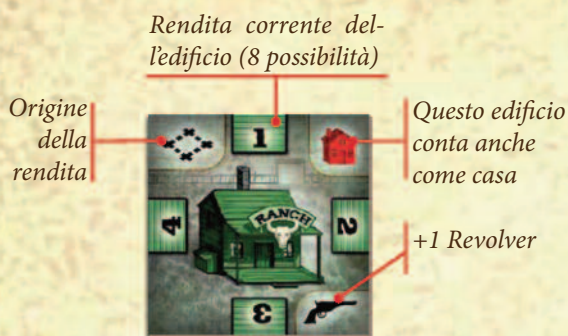 Rendita corrente del-
l'edificio (8 possibilità)
Origine
della
rendita
Questo edificio
conta anche
come casa
+1 Revolver
1
4
2
3
RANCH